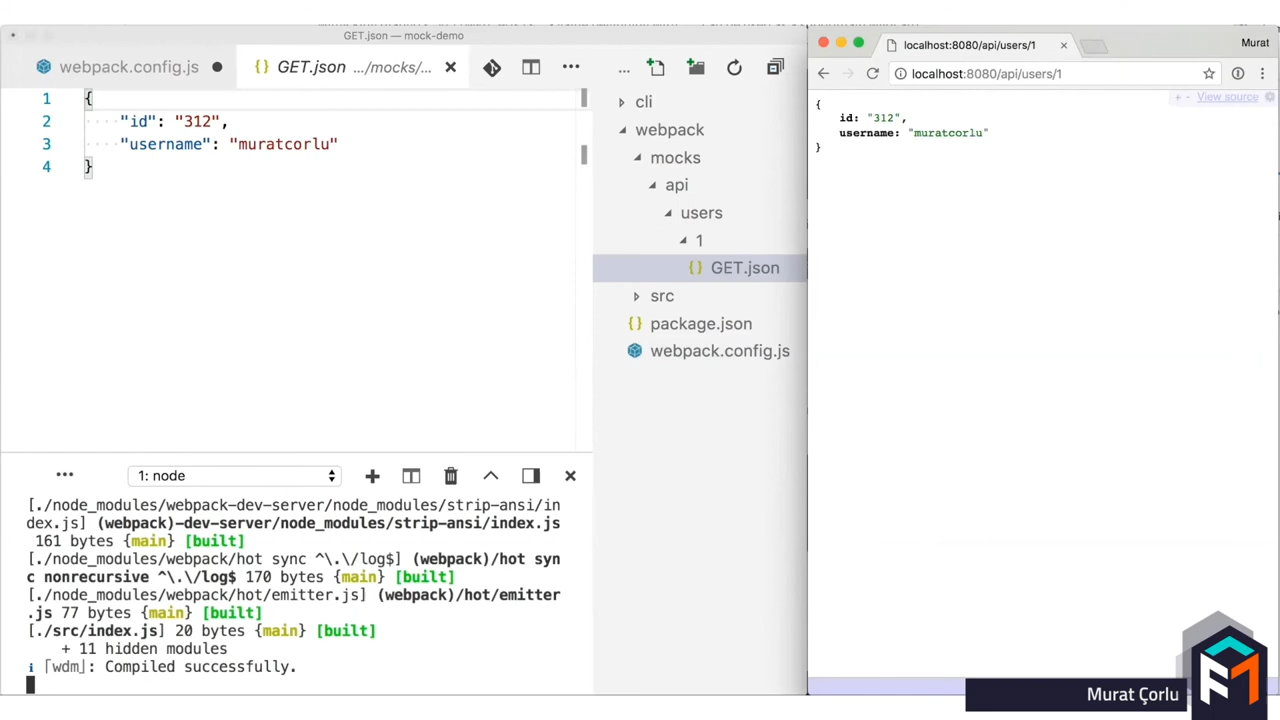 GET.json — mock-demo
webpack.config.js
GET.json .../mocks/...
...
1 {
2 "id": "312",
3 "username": "muratcorlu"
4 }
cli
webpack
mocks
api
users
1
GET.json
src
package.json
webpack.config.js
1: node
[./node_modules/webpack-dev-server/node_modules/strip-ansi/in
dex.js] (webpack)-dev-server/node_modules/strip-ansi/index.js
161 bytes {main} [built]
[./node_modules/webpack/hot sync ^\.\/log$] (webpack)/hot syn
c nonrecursive ^\.\/log$ 170 bytes {main} [built]
[./node_modules/webpack/hot/emitter.js] (webpack)/hot/emitter
.js 77 bytes {main} [built]
[./src/index.js] 20 bytes {main} [built]
+ 11 hidden modules
i ｢wdm｣: Compiled successfully.
localhost:8080/api/users/1
Murat
localhost:8080/api/users/1
+ - View source
{
id: "312",
username: "muratcorlu"
}
Murat Çorlu